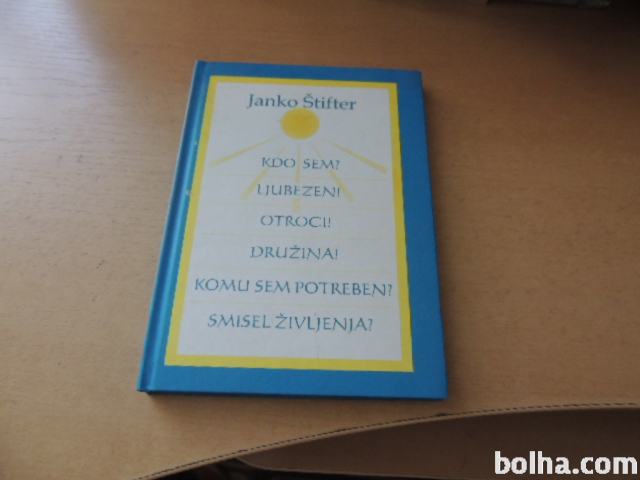 Janko Štifter
KDO SEM?
LJUBEZEN!
OTROCI!
DRUŽINA!
KOMU SEM POTREBEN?
SMISEL ŽIVLJENJA?
bolha.com